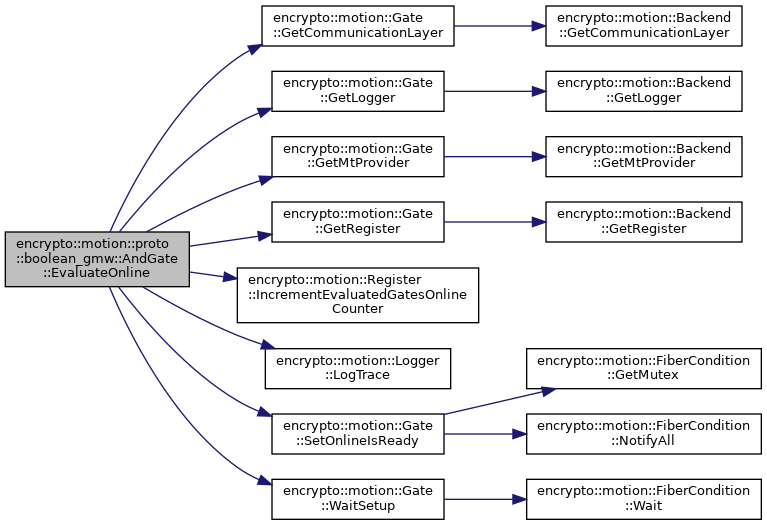 encrypto::motion::proto
::boolean_gmw::AndGate
::EvaluateOnline
encrypto::motion::Gate
::GetCommunicationLayer
encrypto::motion::Backend
::GetCommunicationLayer
encrypto::motion::Gate
::GetLogger
encrypto::motion::Backend
::GetLogger
encrypto::motion::Gate
::GetMtProvider
encrypto::motion::Backend
::GetMtProvider
encrypto::motion::Gate
::GetRegister
encrypto::motion::Backend
::GetRegister
encrypto::motion::Register
::IncrementEvaluatedGatesOnline
Counter
encrypto::motion::Logger
::LogTrace
encrypto::motion::Gate
::SetOnlineIsReady
encrypto::motion::FiberCondition
::GetMutex
encrypto::motion::FiberCondition
::NotifyAll
encrypto::motion::Gate
::WaitSetup
encrypto::motion::FiberCondition
::Wait